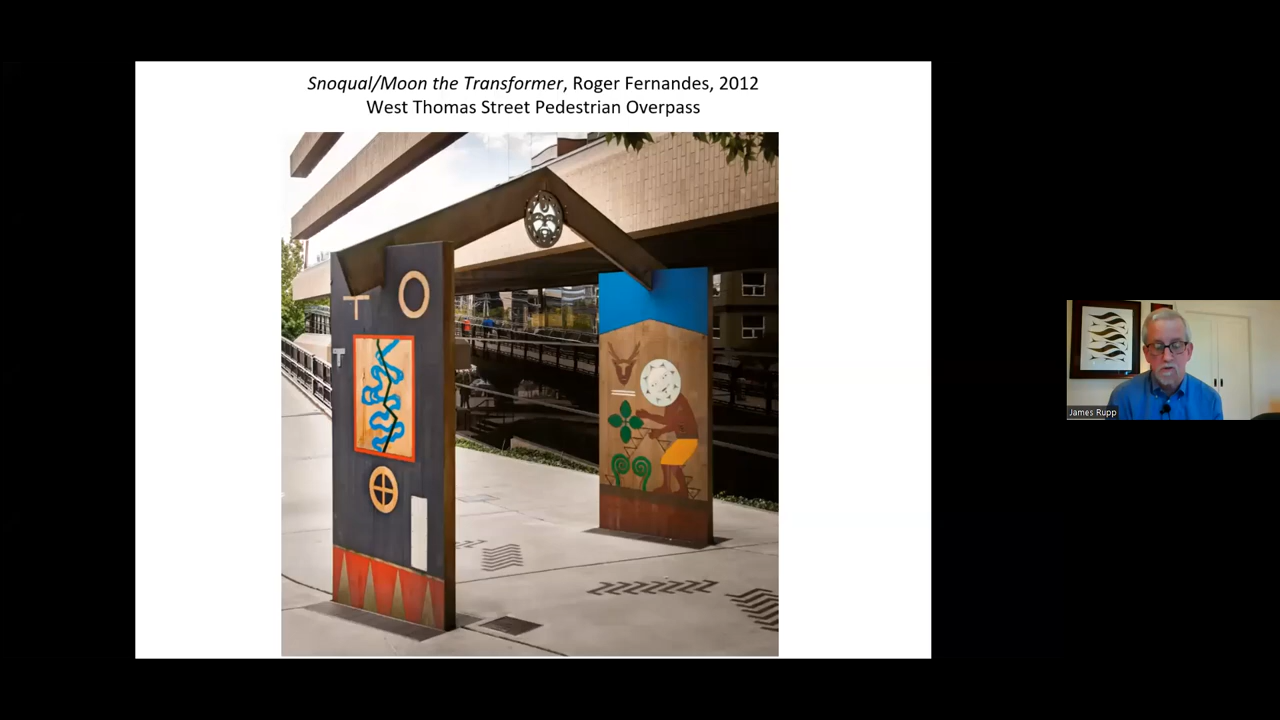 Snoqual/Moon the Transformer, Roger Fernandes, 2012
West Thomas Street Pedestrian Overpass
James Rupp